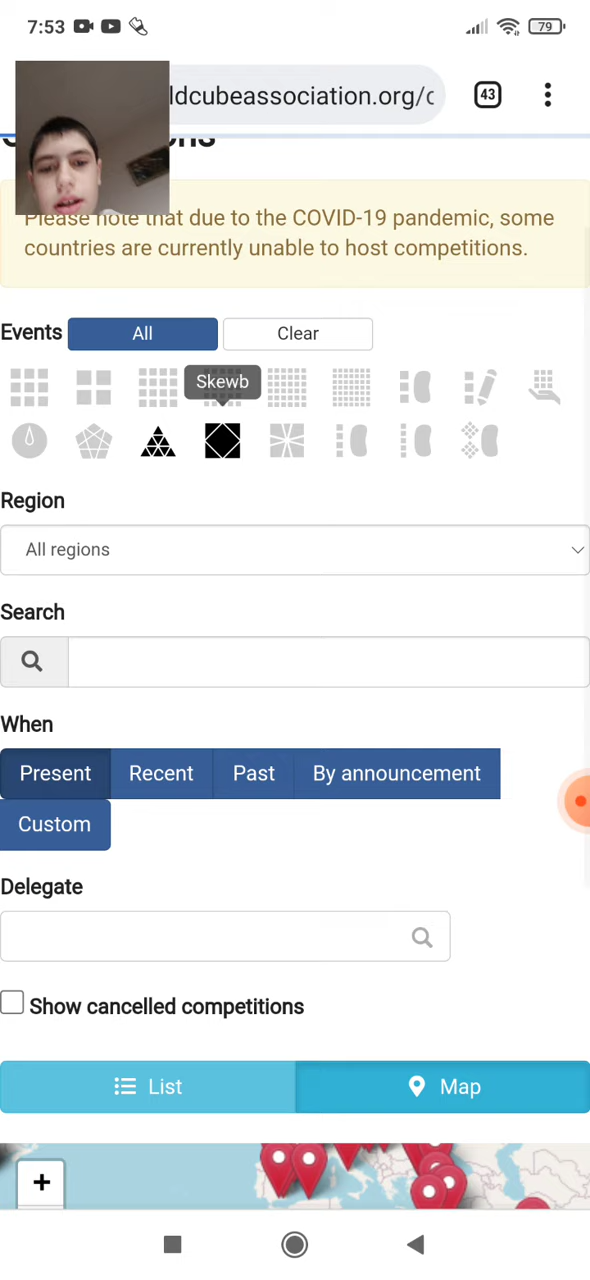 7:53
79
ldcubeassociation.org/c
43
Please note that due to the COVID-19 pandemic, some
countries are currently unable to host competitions.
Events All Clear
Skewb
Region
All regions
Search
When
Present Recent Past By announcement
Custom
Delegate
Show cancelled competitions
List Map
+